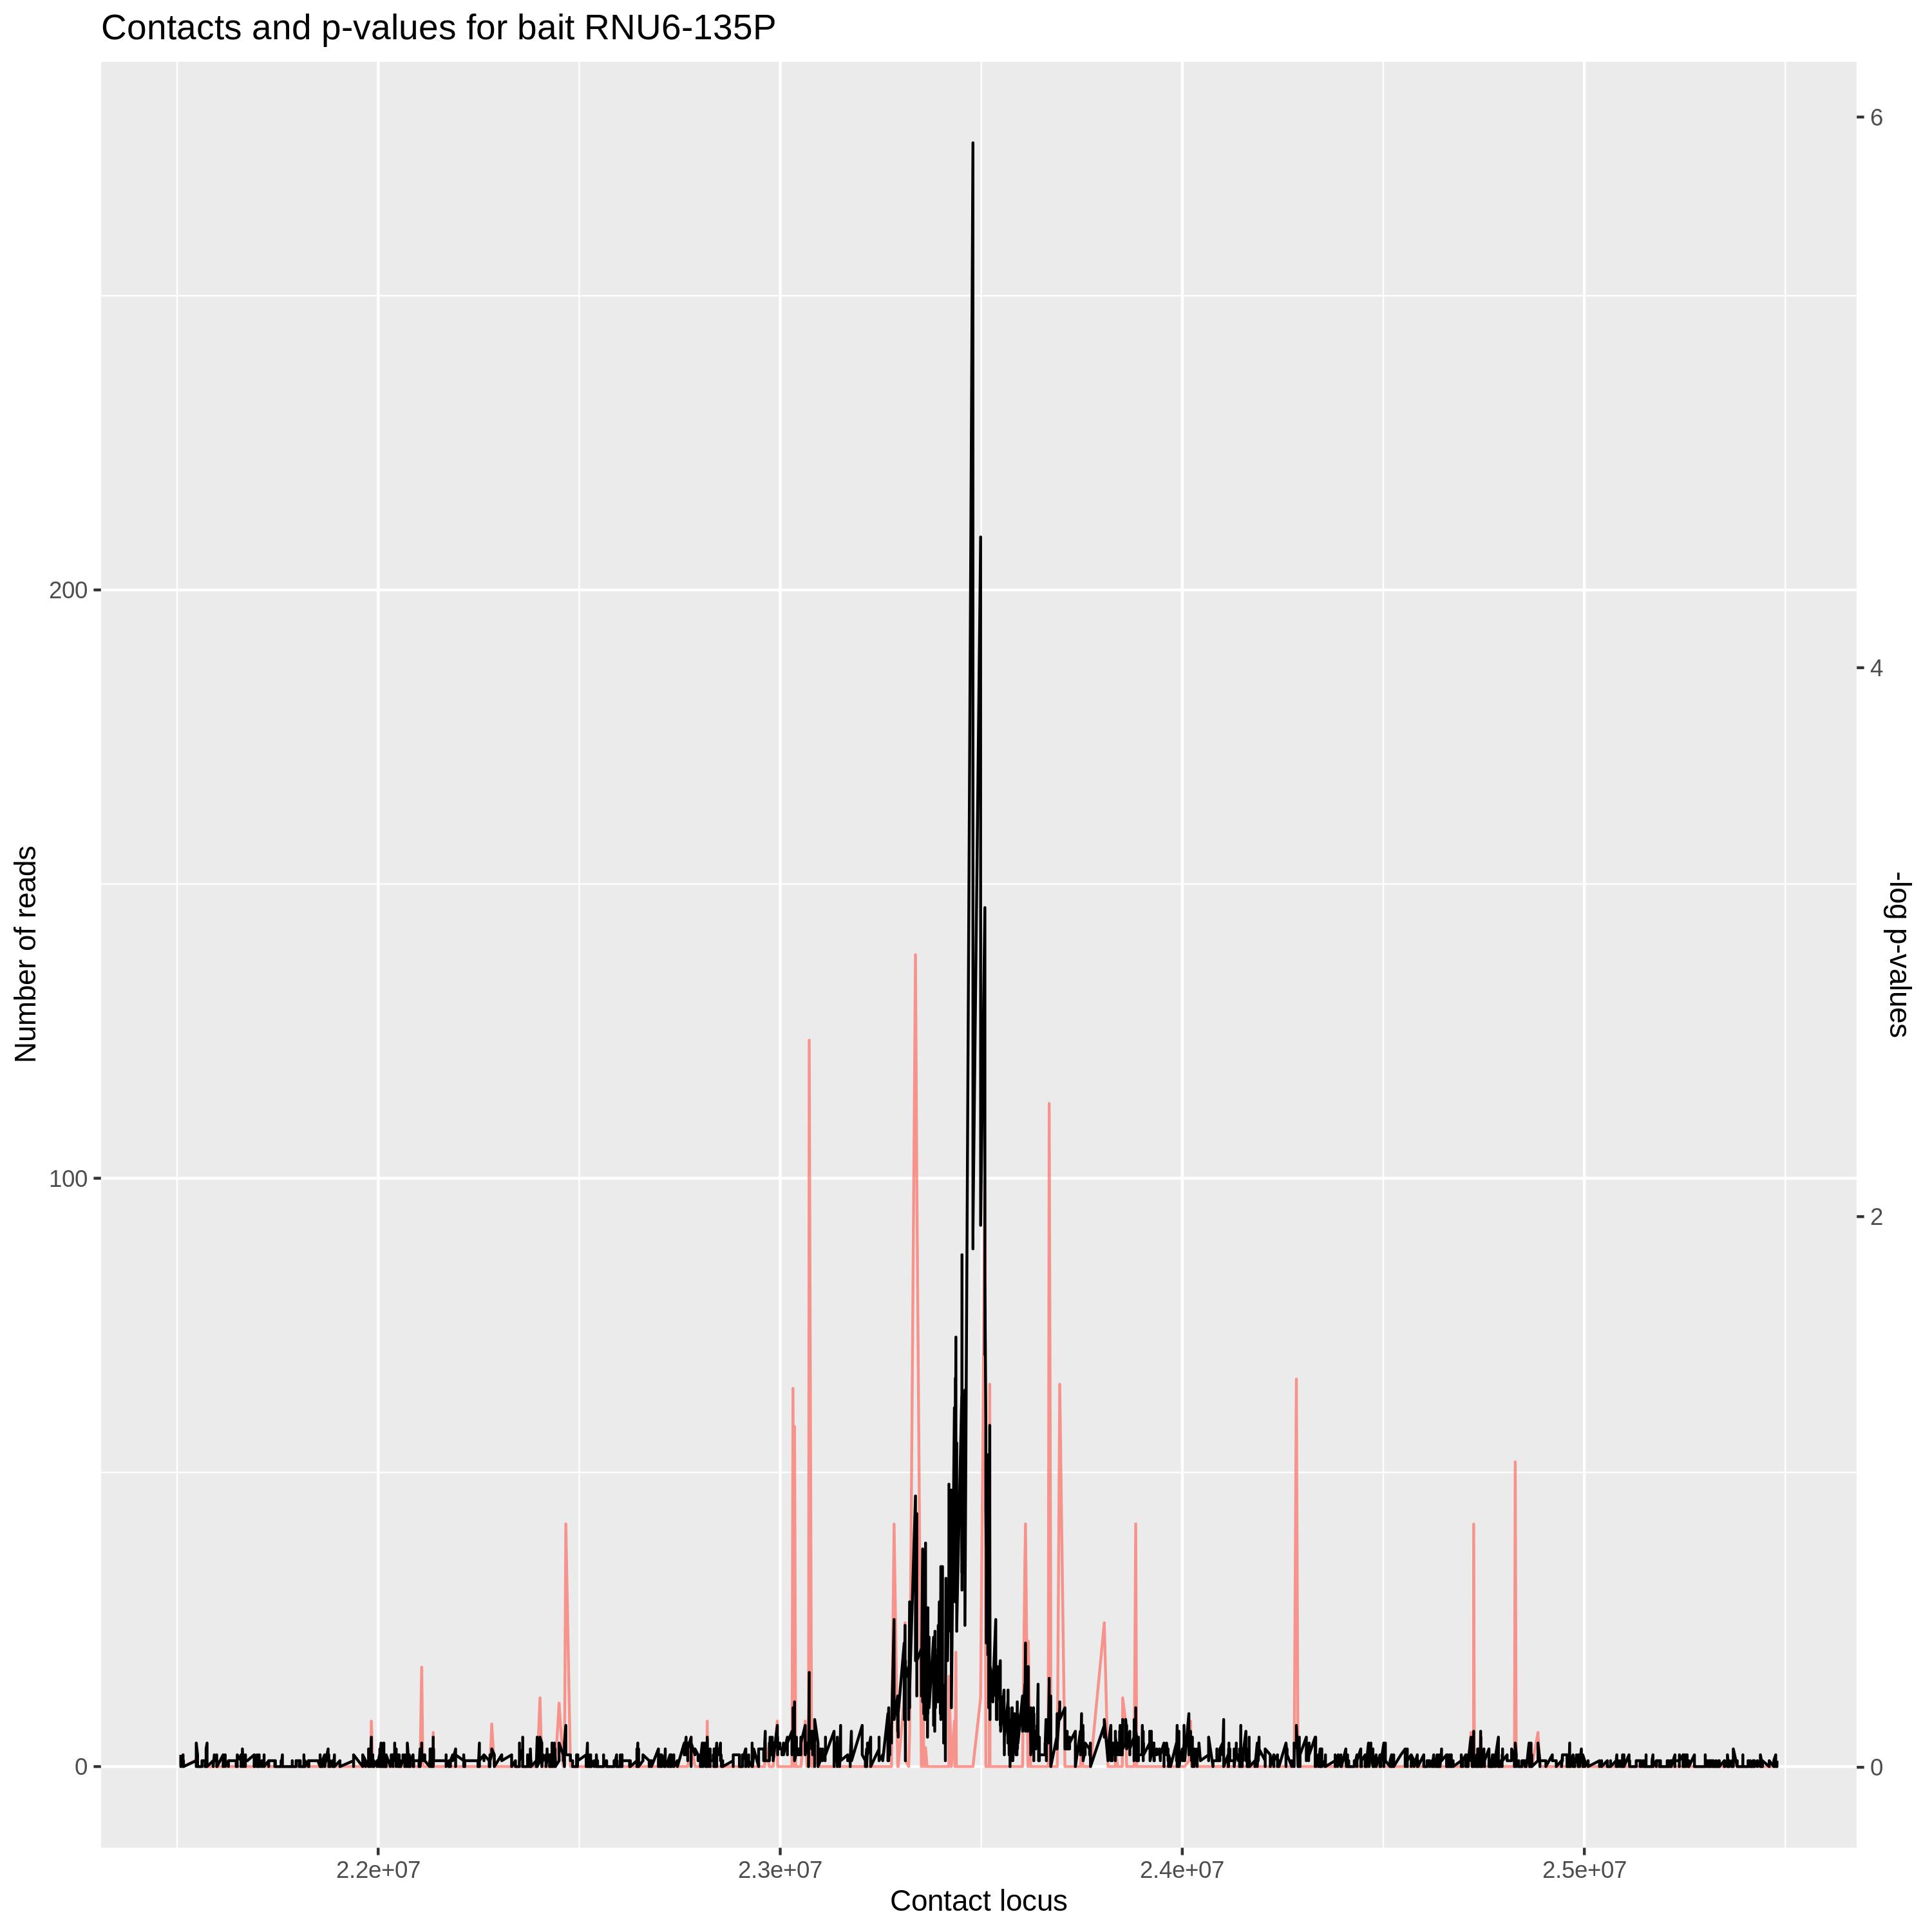 Contacts and p-values for bait RNU6-135P
6
200
4
Number of reads
-log p-values
100
2
0
0
2.2e+07
2.3e+07
2.4e+07
2.5e+07
Contact locus